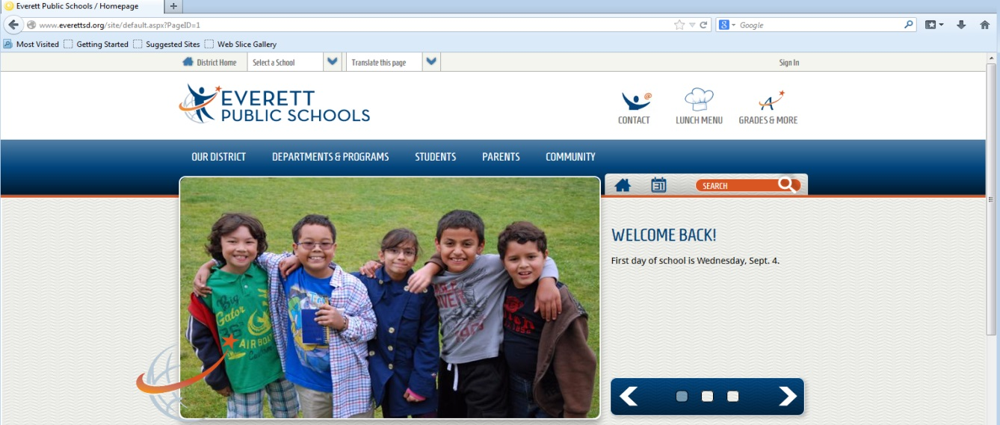 Everett Public Schools / Homepage
www.everettsd.org/site/default.aspx?PageID=1
Google
Most Visited Getting Started Suggested Sites Web Slice Gallery
District Home Select a School Translate this page Sign In
EVERETT
PUBLIC SCHOOLS
@
CONTACT LUNCH MENU GRADES & MORE
OUR DISTRICT DEPARTMENTS & PROGRAMS STUDENTS PARENTS COMMUNITY
31 SEARCH
WELCOME BACK!
First day of school is Wednesday, Sept. 4.
Big
Gator
AIRBOAT